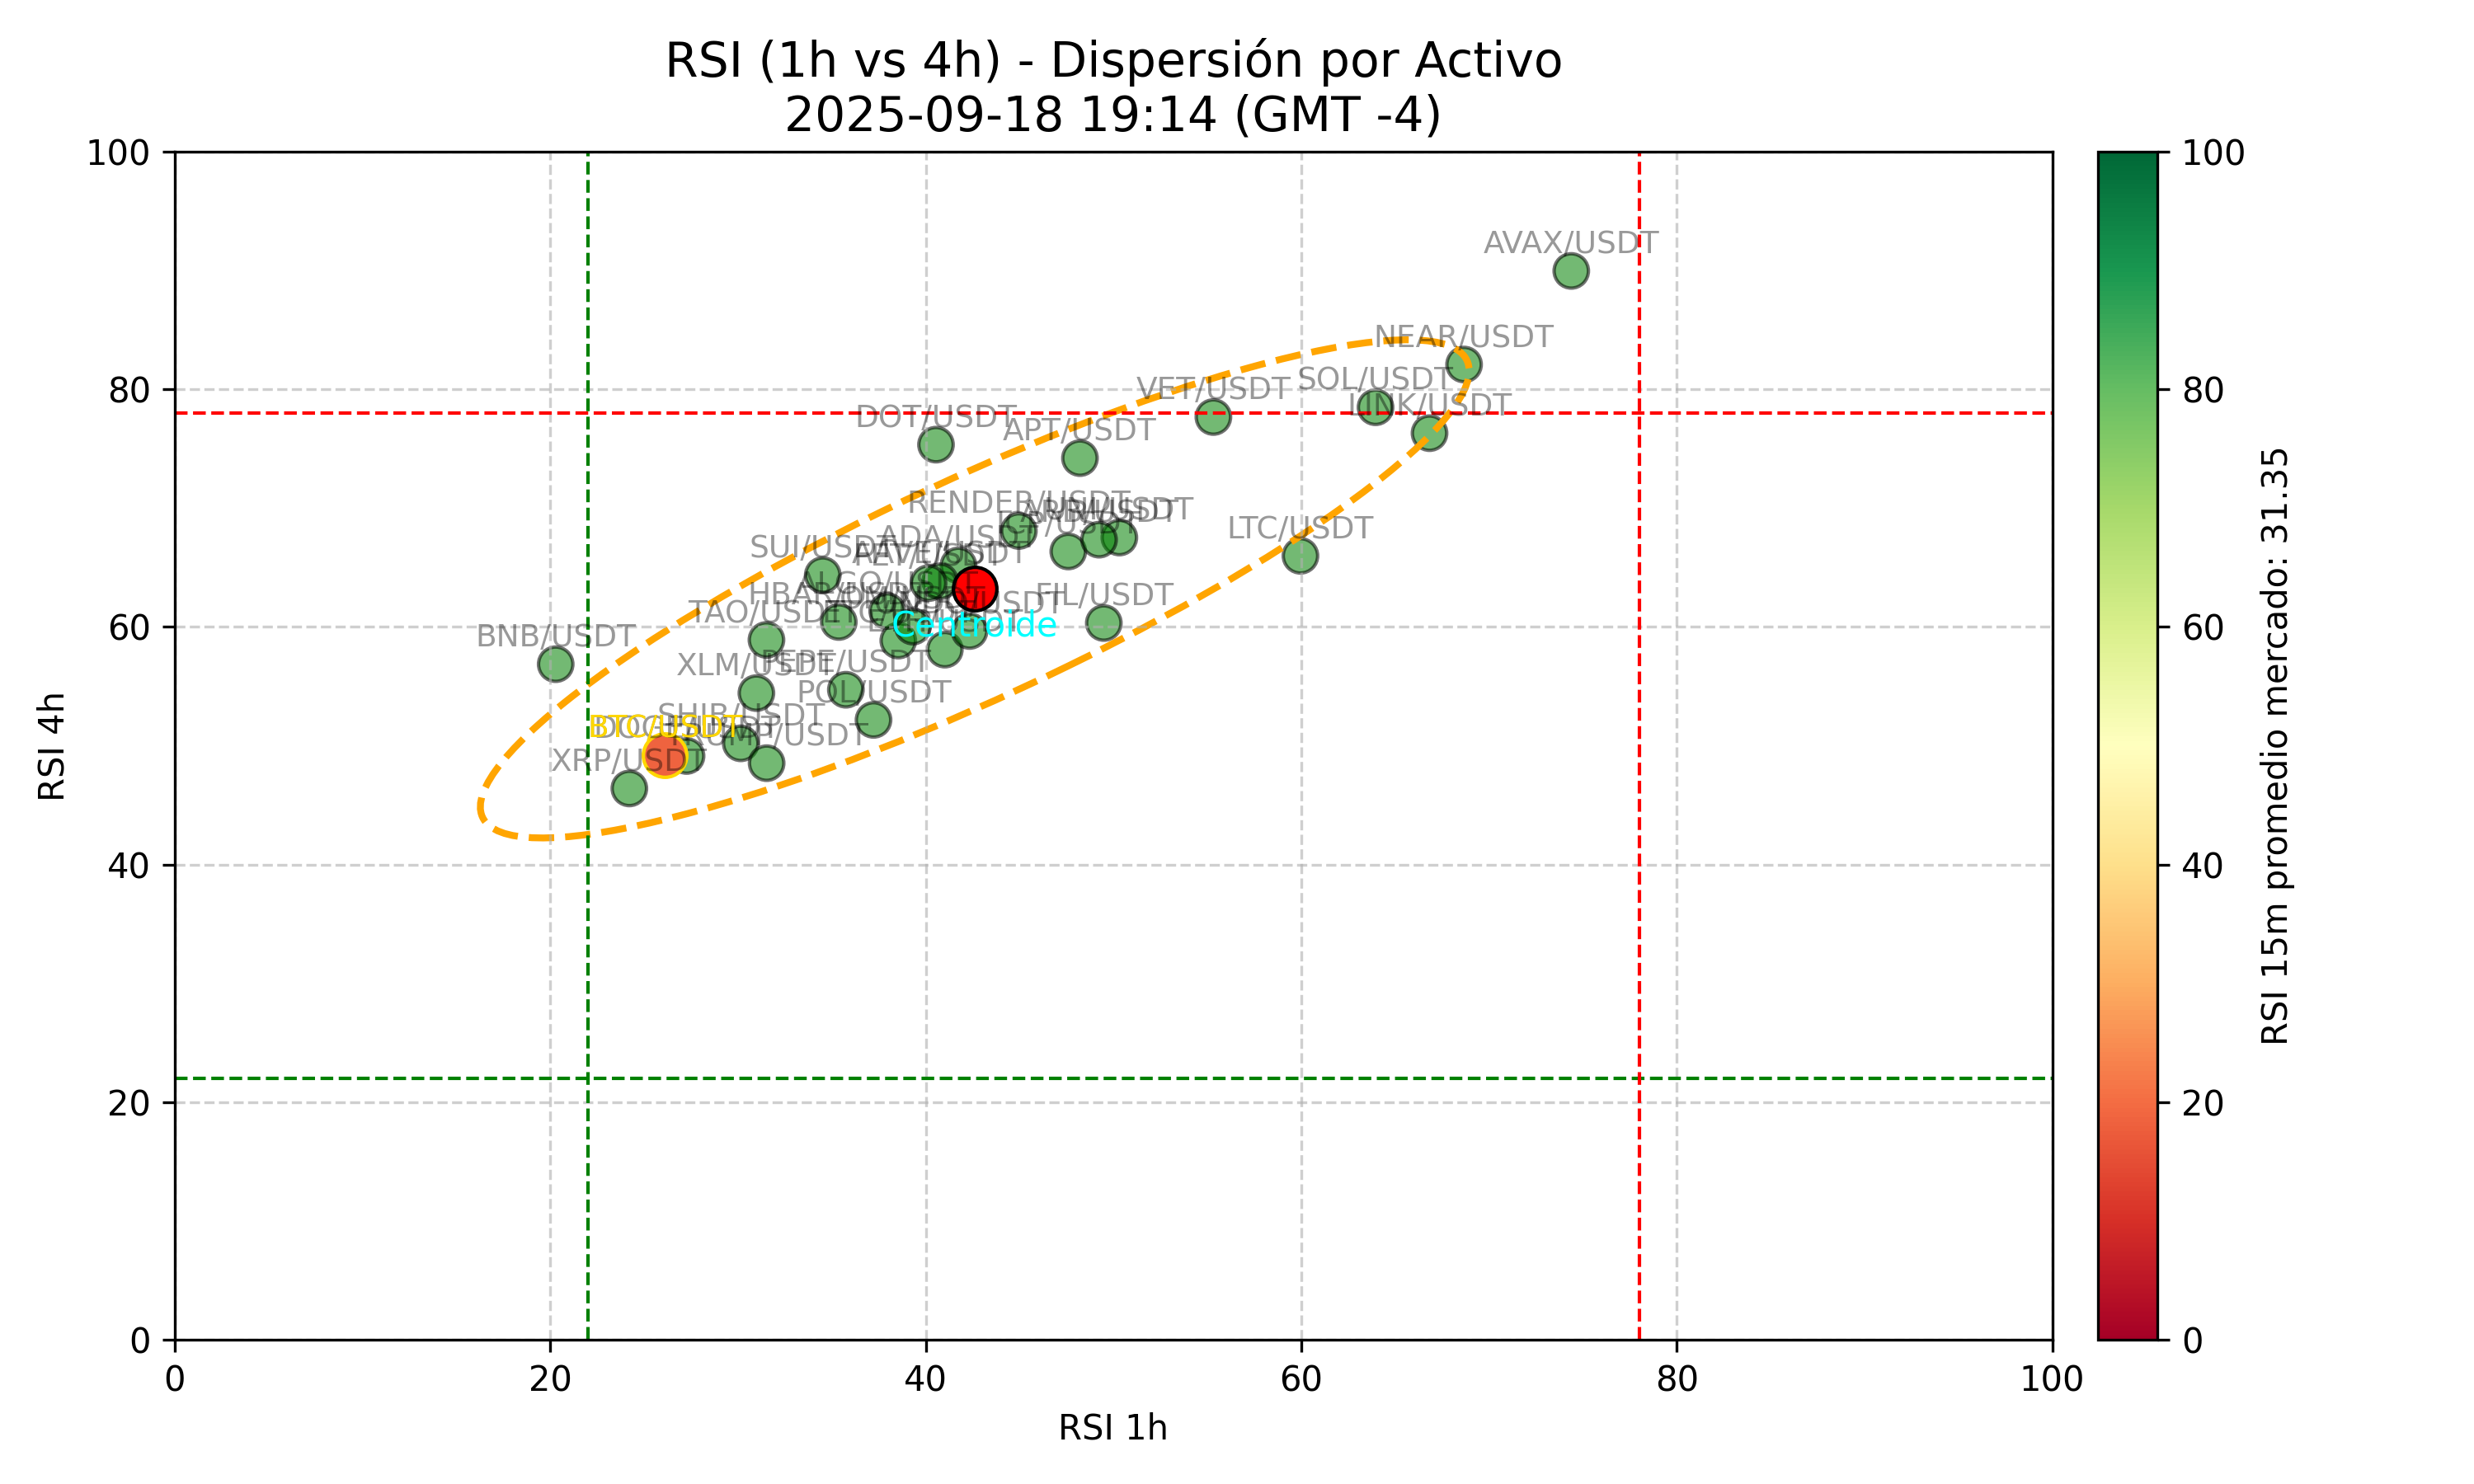 RSI (1h vs 4h) - Dispersión por Activo
2025-09-18 19:14 (GMT -4)
100
80
60
40
20
0
0
20
40
60
80
100
RSI 4h
RSI 1h
AVAX/USDT
NEAR/USDT
SOL/USDT
VET/USDT
LINK/USDT
DOT/USDT
APT/USDT
RENDER/USDT
LTC/USDT
ADA/USDT
SUI/USDT
FIL/USDT
HBAR/USDT
TAO/USDT
Centroide
BNB/USDT
XLM/USDT
PEPE/USDT
POL/USDT
SHIB/USDT
BTC/USDT
XRP/USDT
100
80
60
40
20
0
RSI 15m promedio mercado: 31.35